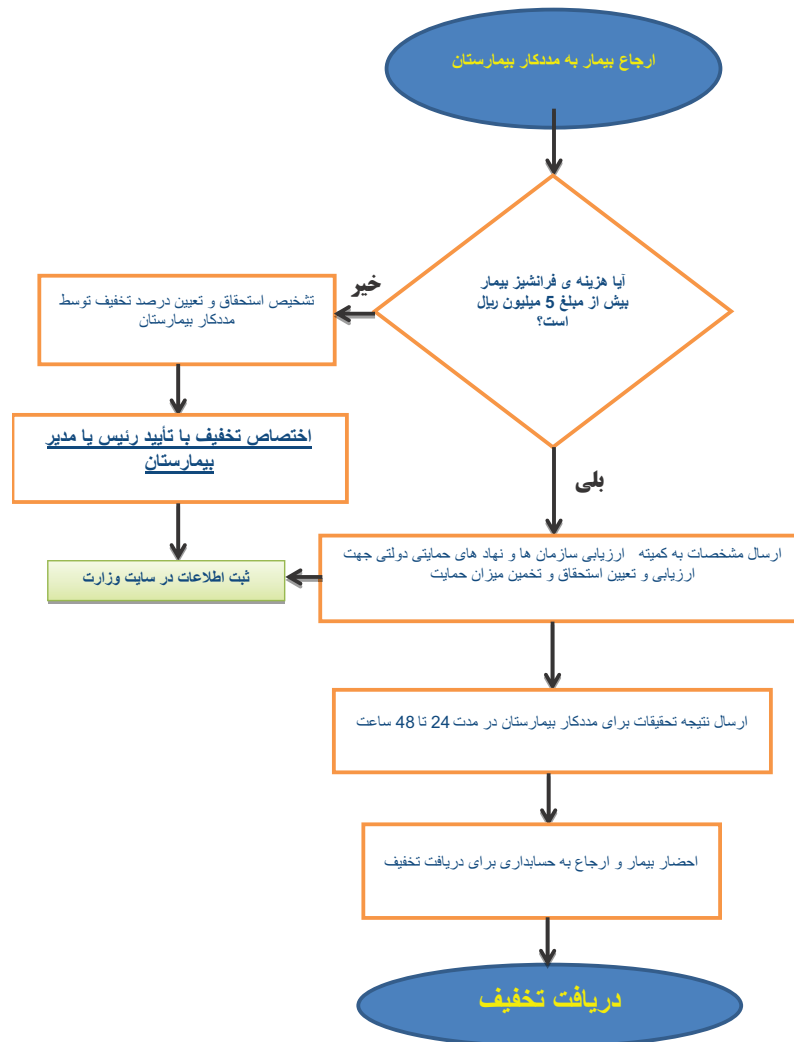 ارجاع بیمار به مددکار بیمارستان
آیا هزینه ی فرانشیز بیمار
بیش از مبلغ 5 میلیون ریال
است؟
خیر
تشخیص استحقاق و تعیین درصد تخفیف توسط
مددکار بیمارستان
اختصاص تخفیف با تأیید رئیس یا مدیر
بیمارستان
بلی
ارسال مشخصات به کمیته ارزیابی سازمان ها و نهاد های حمایتی دولتی جهت
ارزیابی و تعیین استحقاق و تخمین میزان حمایت
ثبت اطلاعات در سایت وزارت
ارسال نتیجه تحقیقات برای مددکار بیمارستان در مدت 24 تا 48 ساعت
احضار بیمار و ارجاع به حسابداری برای دریافت تخفیف
دریافت تخفیف